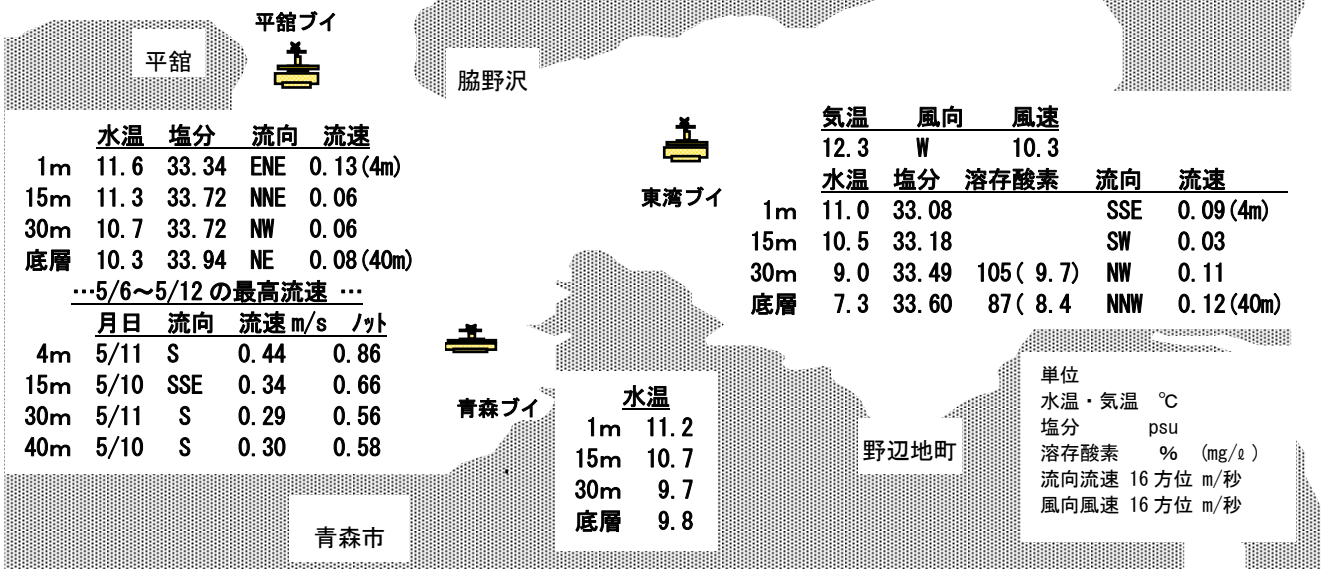 平舘ブイ
平舘
脇野沢
水温 塩分 流向 流速
1m 11.6 33.34 ENE 0.13(4m)
15m 11.3 33.72 NNE 0.06
30m 10.7 33.72 NW 0.06
底層 10.3 33.94 NE 0.08(40m)
…5/6～5/12の最高流速 …
月日 流向 流速m/s ﾉｯﾄ
4m 5/11 S 0.44 0.86
15m 5/10 SSE 0.34 0.66
30m 5/11 S 0.29 0.56
40m 5/10 S 0.30 0.58
東湾ブイ
気温 風向 風速
12.3 W 10.3
水温 塩分 溶存酸素 流向 流速
1m 11.0 33.08 SSE 0.09(4m)
15m 10.5 33.18 SW 0.03
30m 9.0 33.49 105( 9.7) NW 0.11
底層 7.3 33.60 87( 8.4 NNW 0.12(40m)
青森ブイ
水温
1m 11.2
15m 10.7
30m 9.7
底層 9.8
青森市
野辺地町
単位
水温・気温 ℃
塩分 psu
溶存酸素 % (mg/ℓ)
流向流速 16方位 m/秒
風向風速 16方位 m/秒